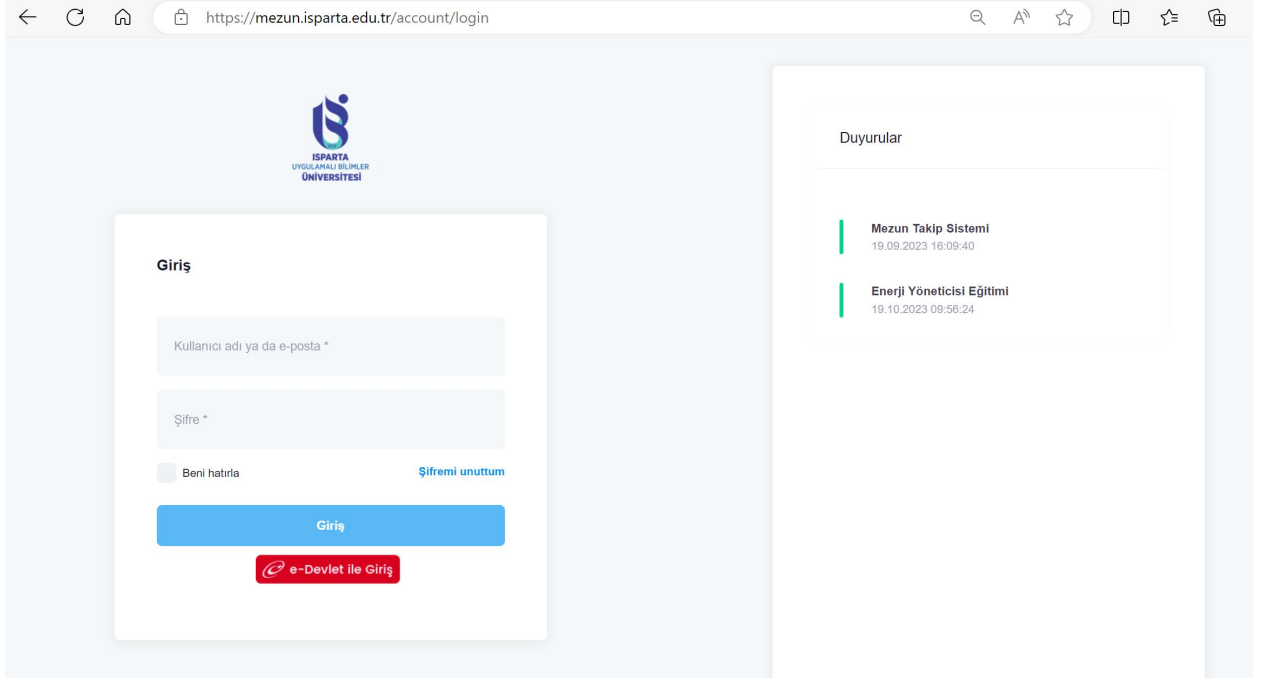 https://mezun.isparta.edu.tr/account/login
ISPARTA
UYGULAMALI BİLİMLER
ÜNİVERSİTESİ
Giriş
Kullanıcı adı ya da e-posta *
Şifre *
Beni hatırla
Şifremi unuttum
Giriş
e-Devlet ile Giriş
Duyurular
Mezun Takip Sistemi
19.09.2023 16:09:40
Enerji Yöneticisi Eğitimi
19.10.2023 09:56:24